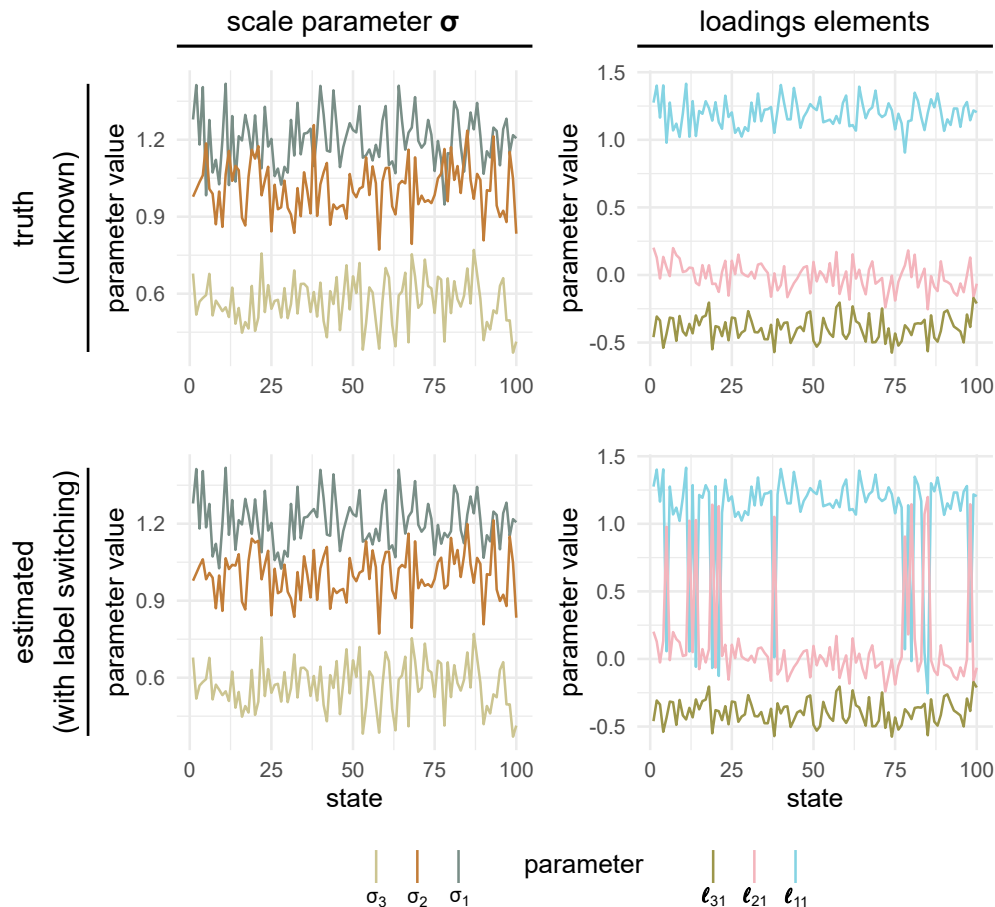 scale parameter σ
loadings elements
truth
(unknown)
parameter value
1.2
0.9
0.6
0
25
50
75
100
parameter value
1.5
1.0
0.5
0.0
-0.5
0
25
50
75
100
estimated
(with label switching)
parameter value
1.2
0.9
0.6
0
25
50
75
100
state
parameter value
1.5
1.0
0.5
0.0
-0.5
0
25
50
75
100
state
parameter
σ₃ σ₂ σ₁
ℓ₃₁ ℓ₂₁ ℓ₁₁